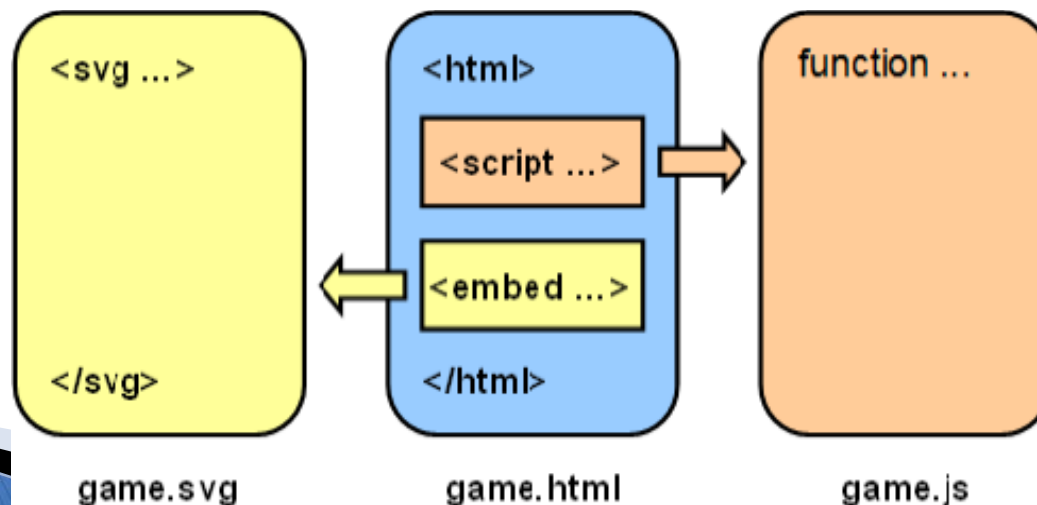 <svg ...>
</svg>
game.svg
<html>
<script ...>
<embed ...>
</html>
game.html
function ...
game.js